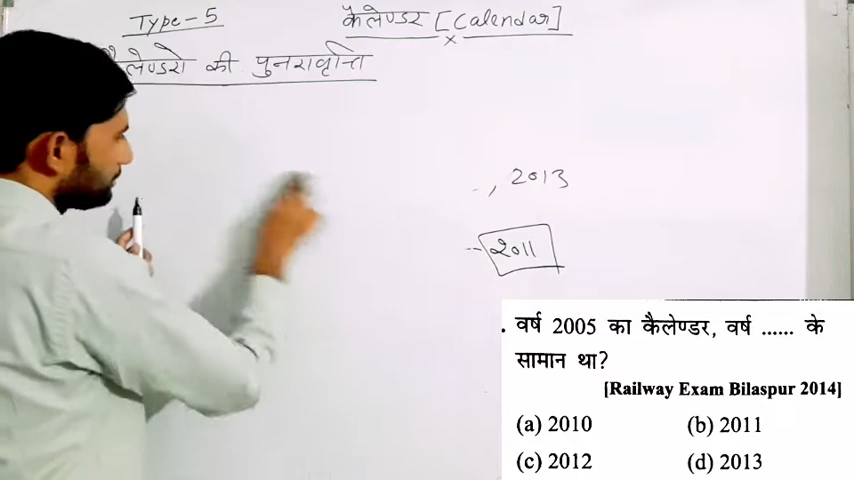 Type-5
कैलेण्डर [Calendar]
×
कैलेण्डरो की पुनरावृत्ति
, 2013
2011
. वर्ष 2005 का कैलेण्डर, वर्ष ...... के
सामान था?
[Railway Exam Bilaspur 2014]
(a) 2010 (b) 2011
(c) 2012 (d) 2013